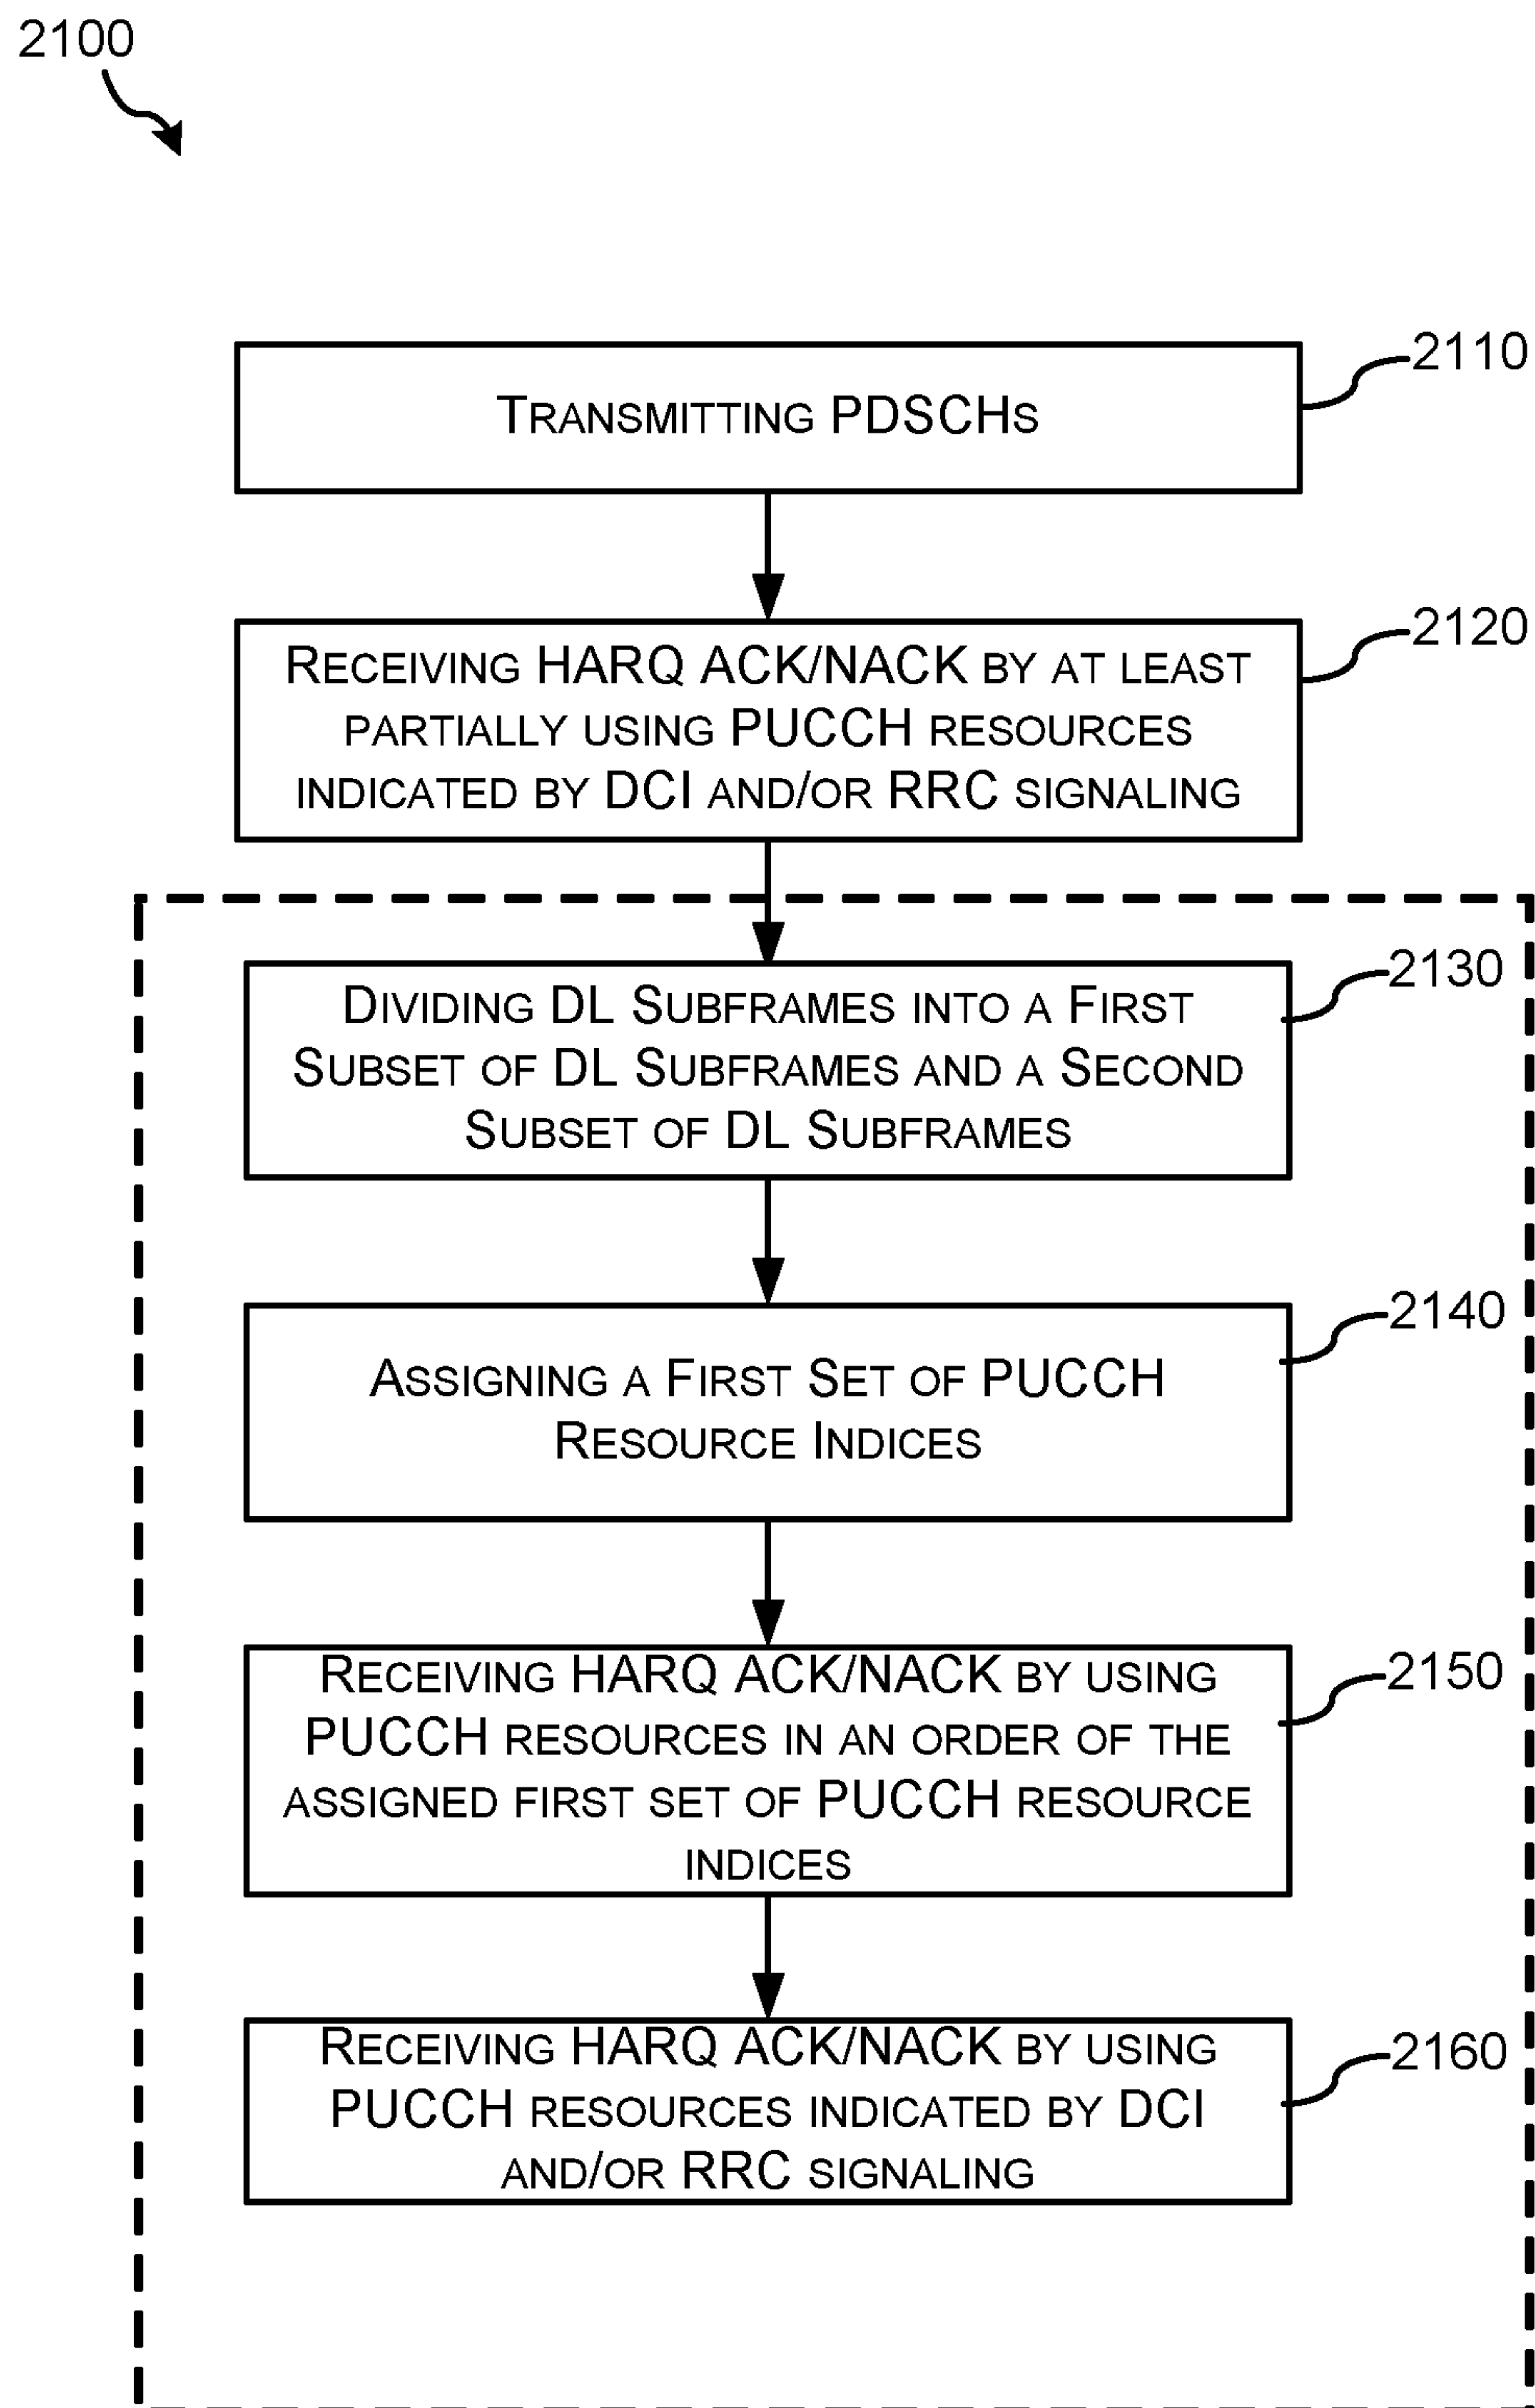 2100
TRANSMITTING PDSCHS
2110
RECEIVING HARQ ACK/NACK BY AT LEAST
PARTIALLY USING PUCCH RESOURCES
INDICATED BY DCI AND/OR RRC SIGNALING
2120
DIVIDING DL SUBFRAMES INTO A FIRST
SUBSET OF DL SUBFRAMES AND A SECOND
SUBSET OF DL SUBFRAMES
2130
ASSIGNING A FIRST SET OF PUCCH
RESOURCE INDICES
2140
RECEIVING HARQ ACK/NACK BY USING
PUCCH RESOURCES IN AN ORDER OF THE
ASSIGNED FIRST SET OF PUCCH RESOURCE
INDICES
2150
RECEIVING HARQ ACK/NACK BY USING
PUCCH RESOURCES INDICATED BY DCI
AND/OR RRC SIGNALING
2160